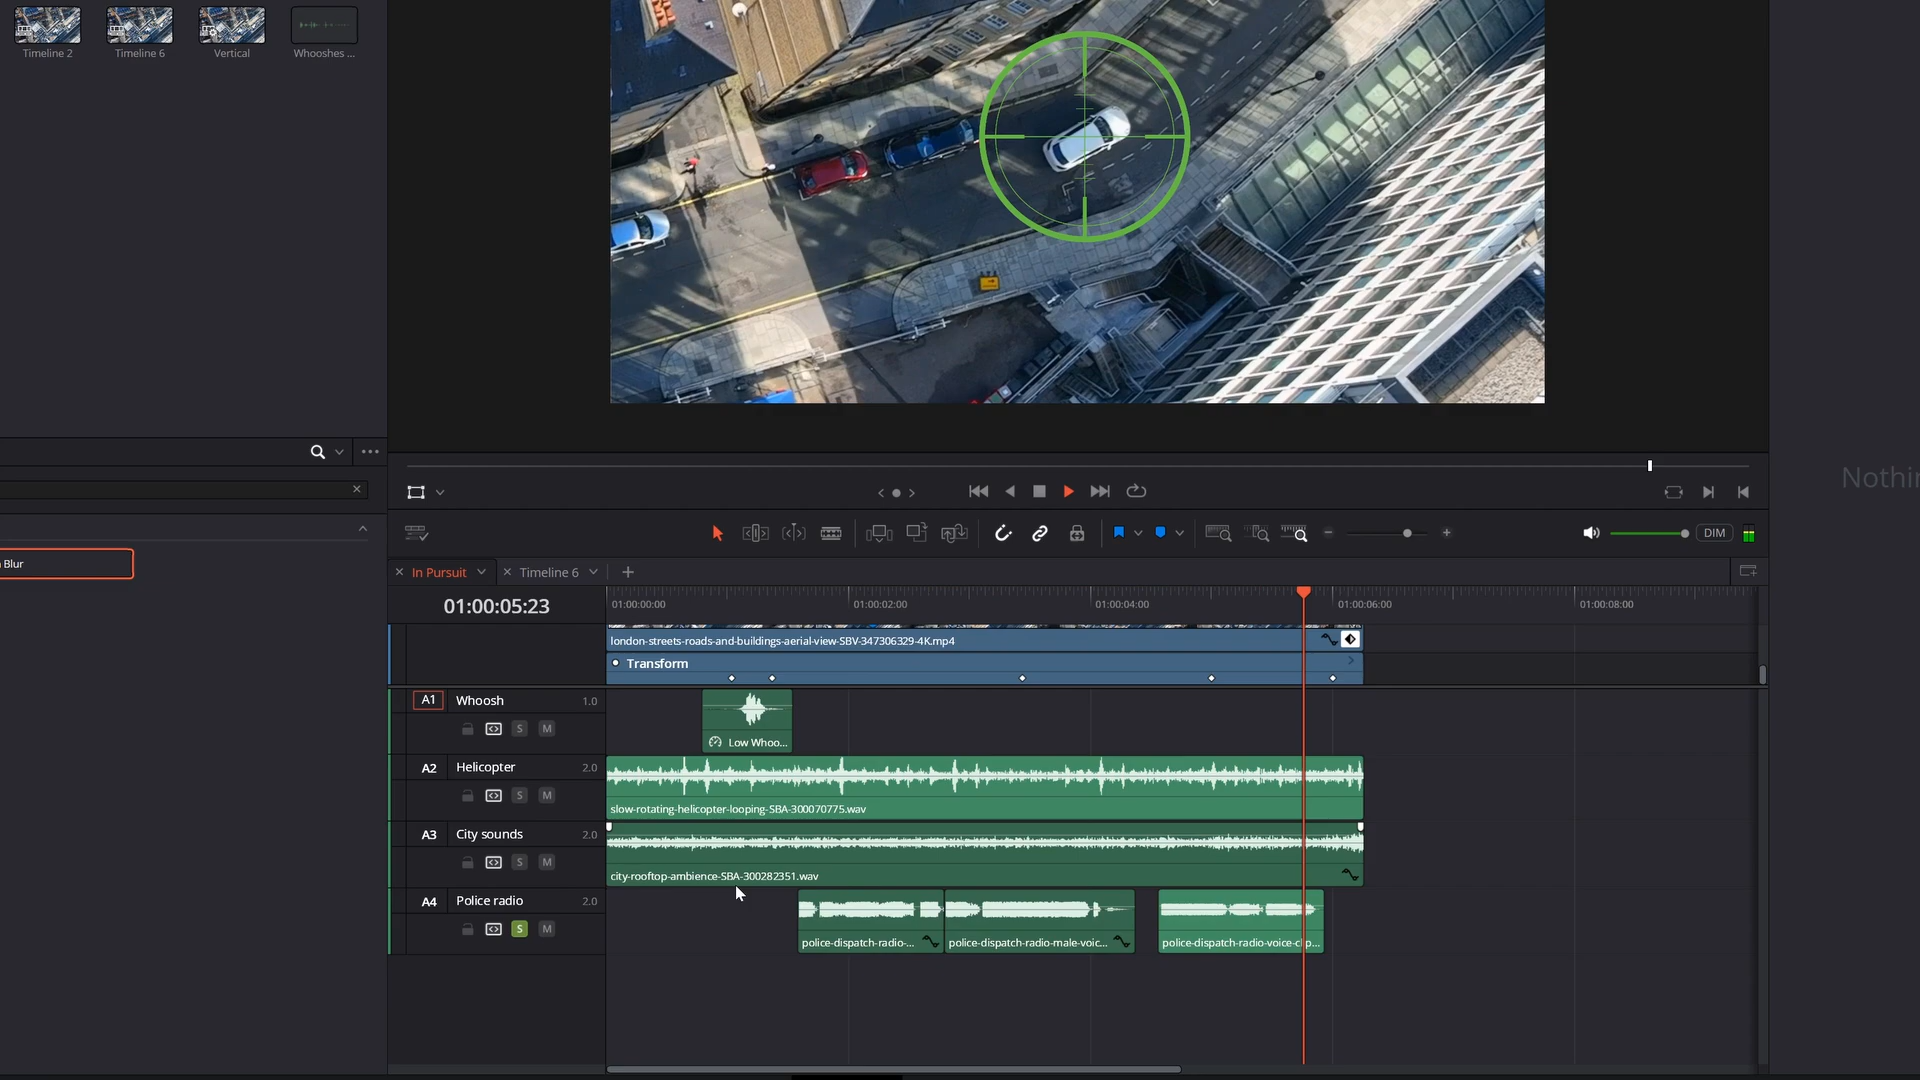 Timeline 2
Timeline 6
Vertical
Whooshes ...
Nothin
Blur
DIM
In Pursuit
Timeline 6
01:00:05:23
01:00:00:00
01:00:02:00
01:00:04:00
01:00:06:00
01:00:08:00
london-streets-roads-and-buildings-aerial-view-SBV-347306329-4K.mp4
Transform
A1 Whoosh 1.0
S M
Low Whoo...
A2 Helicopter 2.0
S M
slow-rotating-helicopter-looping-SBA-300070775.wav
A3 City sounds 2.0
S M
city-rooftop-ambience-SBA-300282351.wav
A4 Police radio 2.0
S M
police-dispatch-radio-...
police-dispatch-radio-male-voic...
police-dispatch-radio-voice-clip...